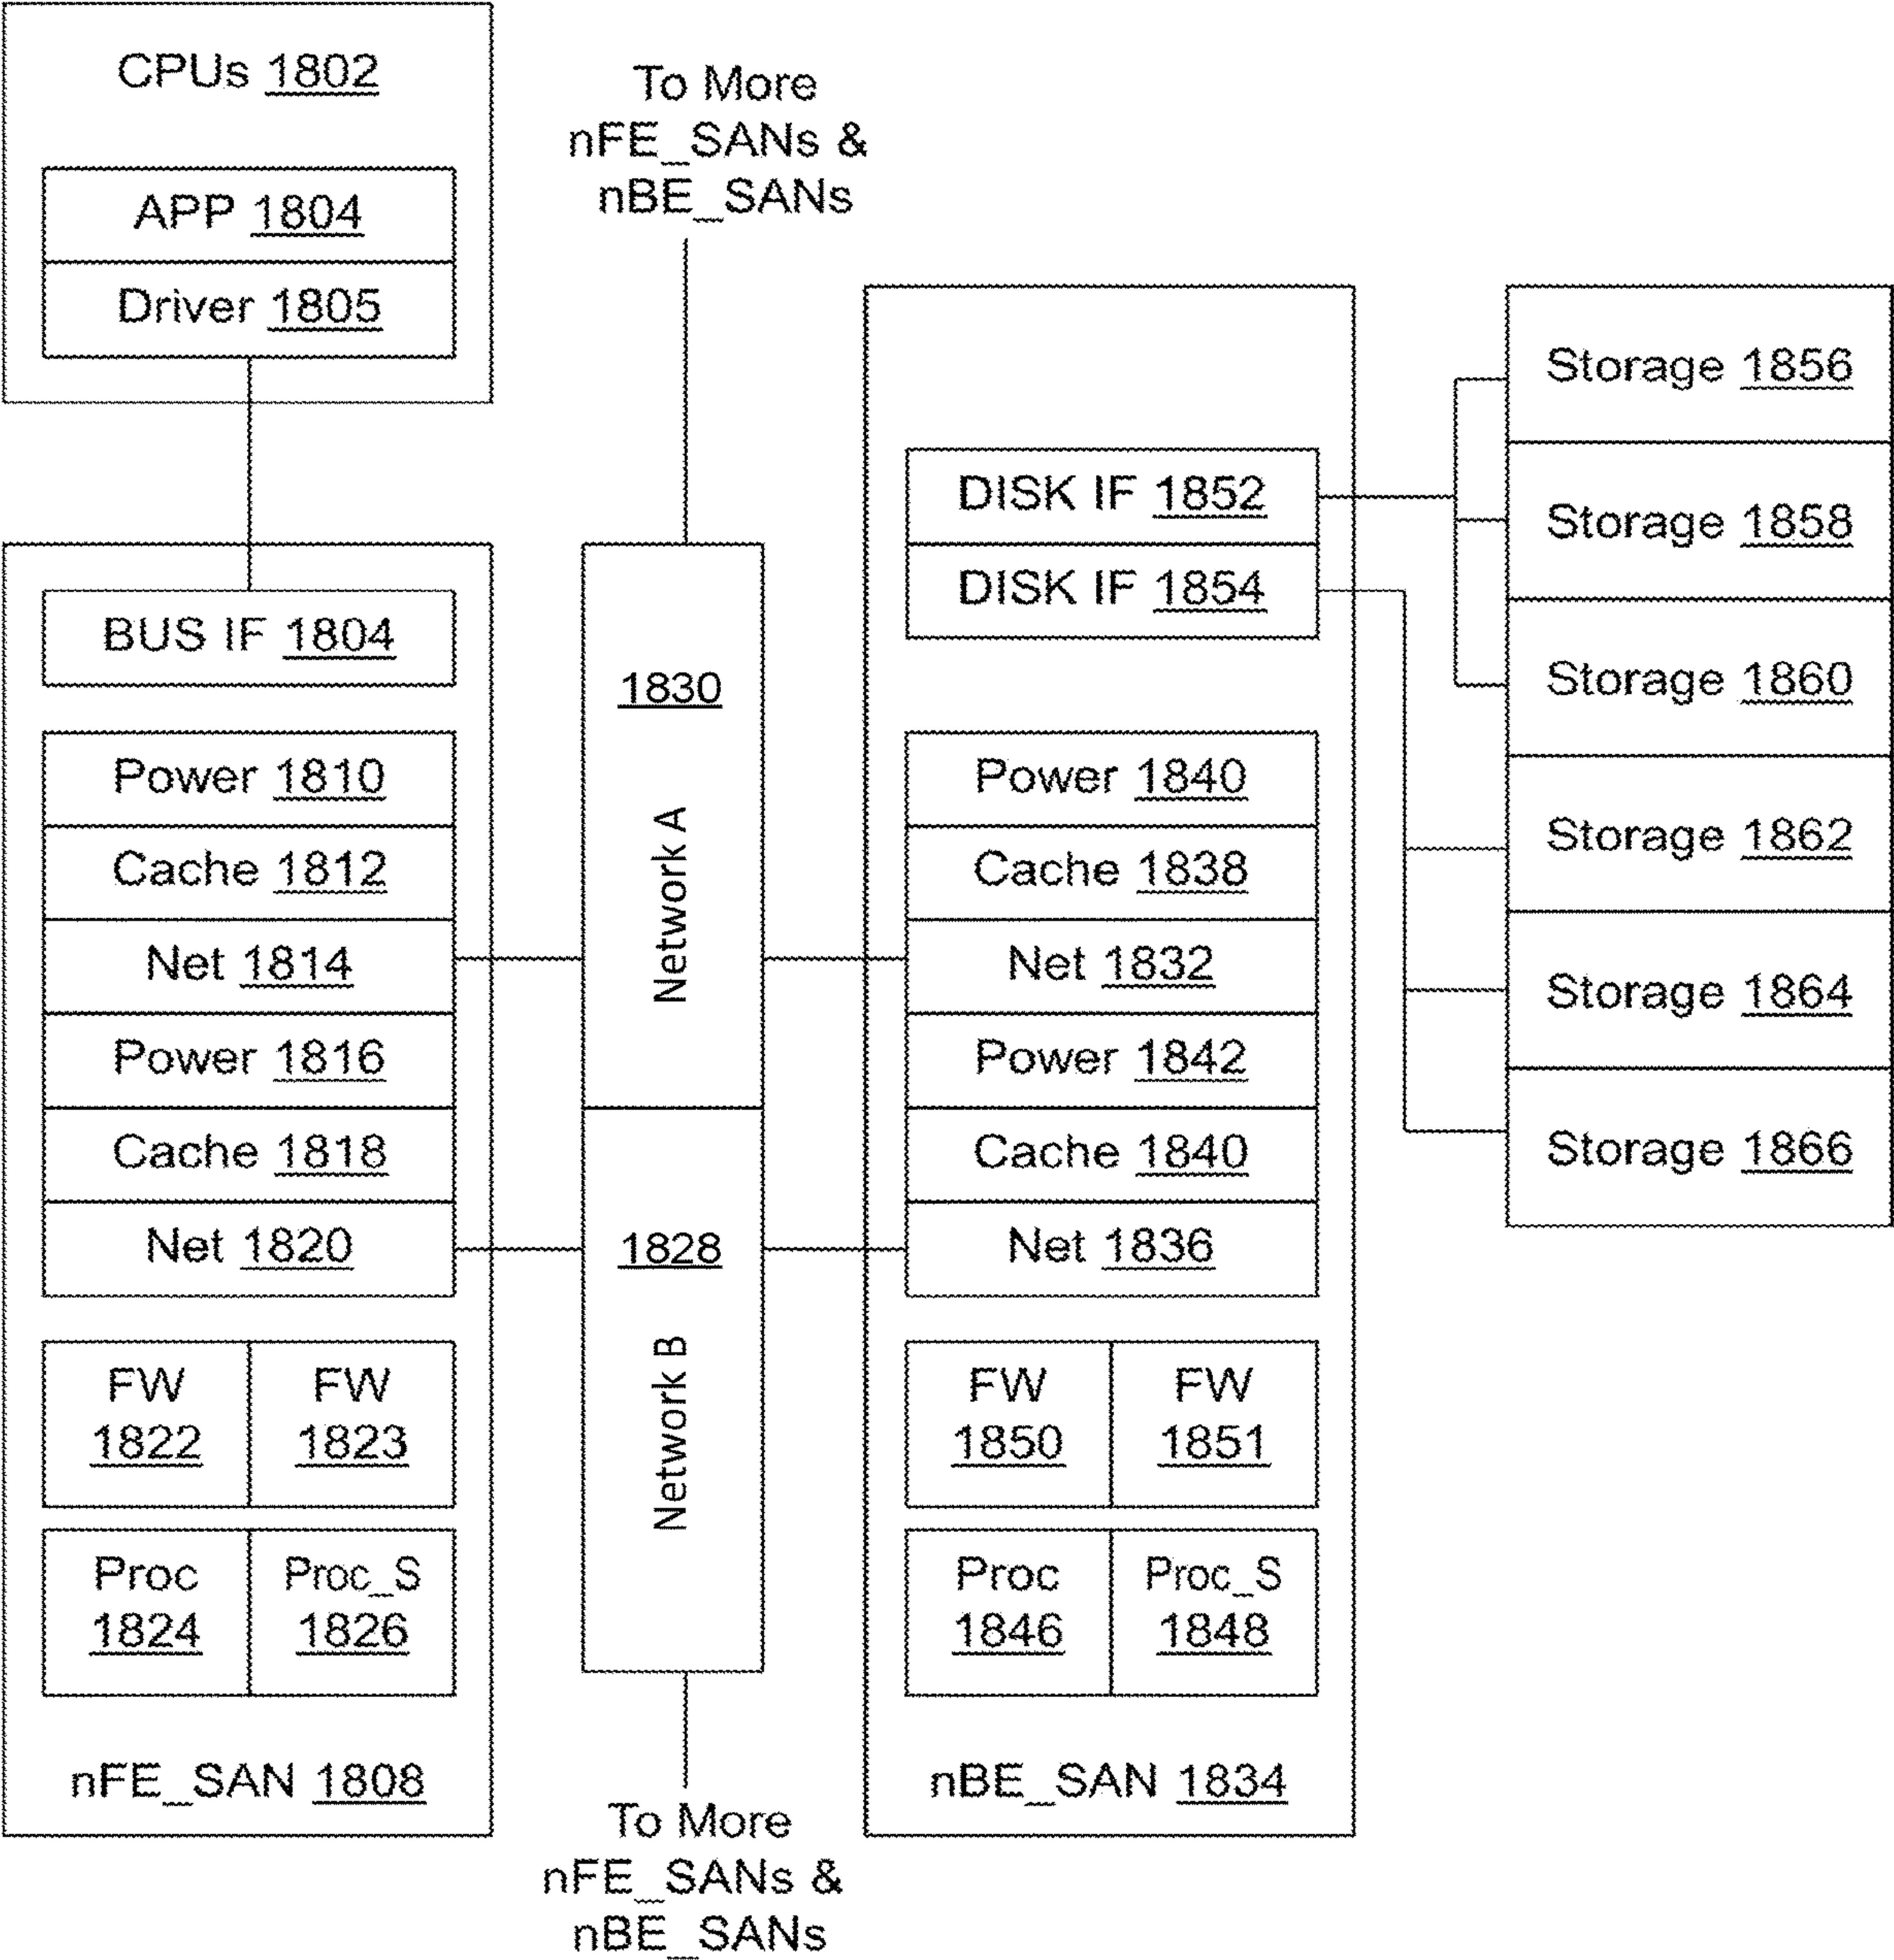 CPUs 1802
APP 1804
Driver 1805
To More
nFE_SANs &
nBE_SANs
BUS IF 1804
Power 1810
Cache 1812
Net 1814
Power 1816
Cache 1818
Net 1820
FW
1822
FW
1823
Proc
1824
Proc_S
1826
nFE_SAN 1808
1830
Network A
1828
Network B
To More
nFE_SANs &
nBE_SANs
DISK IF 1852
DISK IF 1854
Power 1840
Cache 1838
Net 1832
Power 1842
Cache 1840
Net 1836
FW
1850
FW
1851
Proc
1846
Proc_S
1848
nBE_SAN 1834
Storage 1856
Storage 1858
Storage 1860
Storage 1862
Storage 1864
Storage 1866